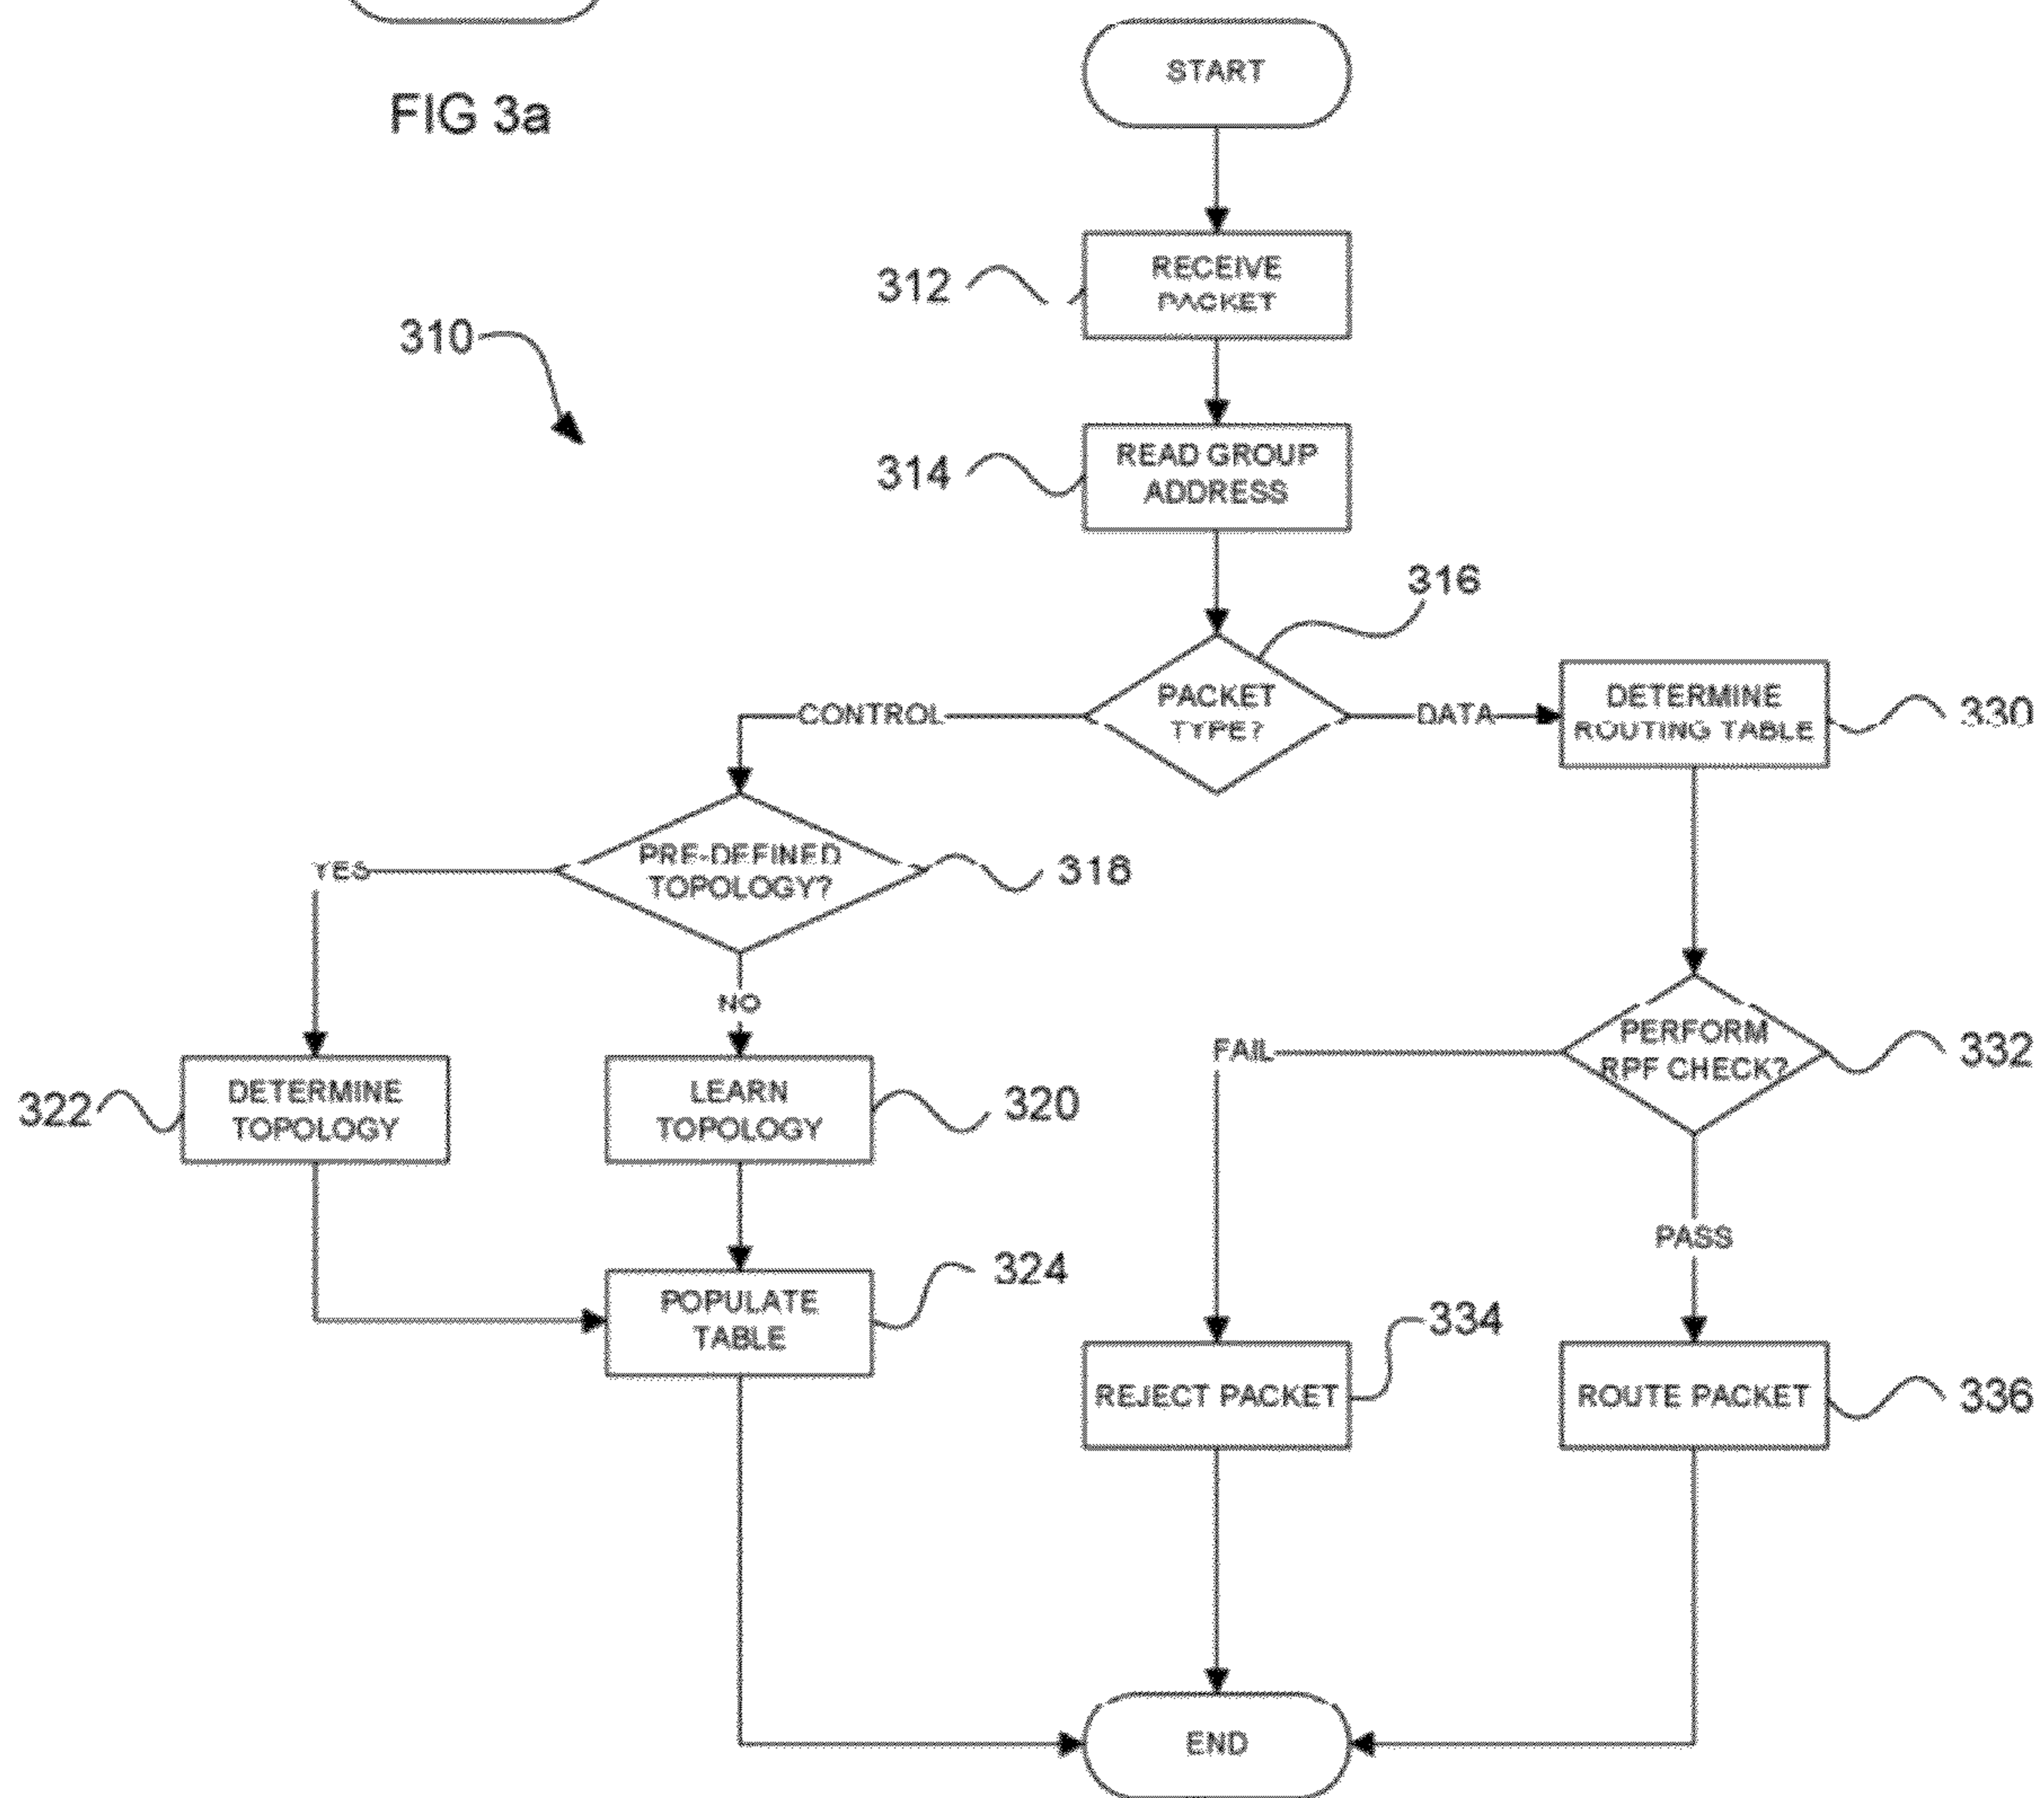 FIG 3a
START
312
RECEIVE
PACKET
310
314
READ GROUP
ADDRESS
316
PACKET
TYPE?
CONTROL
DATA
DETERMINE
ROUTING TABLE
330
PRE-DEFINED
TOPOLOGY?
318
YES
NO
PERFORM
RPF CHECK?
332
FAIL
322
DETERMINE
TOPOLOGY
LEARN
TOPOLOGY
320
PASS
POPULATE
TABLE
324
334
REJECT PACKET
ROUTE PACKET
336
END